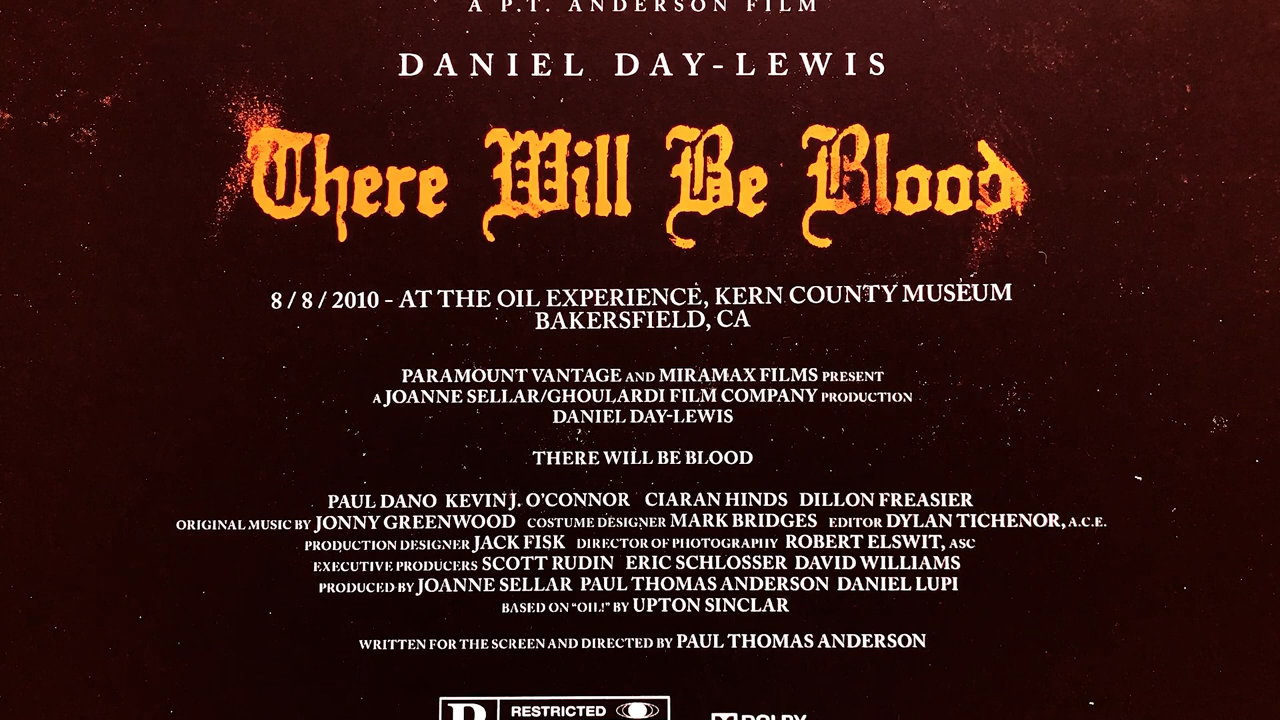 A P.T. ANDERSON FILM
DANIEL DAY-LEWIS
There Will Be Blood
8 / 8 / 2010 - AT THE OIL EXPERIENCE, KERN COUNTY MUSEUM
BAKERSFIELD, CA
PARAMOUNT VANTAGE AND MIRAMAX FILMS PRESENT
A JOANNE SELLAR/GHOULARDI FILM COMPANY PRODUCTION
DANIEL DAY-LEWIS
THERE WILL BE BLOOD
PAUL DANO KEVIN J. O'CONNOR CIARAN HINDS DILLON FREASIER
ORIGINAL MUSIC BY JONNY GREENWOOD COSTUME DESIGNER MARK BRIDGES EDITOR DYLAN TICHENOR, A.C.E.
PRODUCTION DESIGNER JACK FISK DIRECTOR OF PHOTOGRAPHY ROBERT ELSWIT, ASC
EXECUTIVE PRODUCERS SCOTT RUDIN ERIC SCHLOSSER DAVID WILLIAMS
PRODUCED BY JOANNE SELLAR PAUL THOMAS ANDERSON DANIEL LUPI
BASED ON "OIL!" BY UPTON SINCLAR
WRITTEN FOR THE SCREEN AND DIRECTED BY PAUL THOMAS ANDERSON
R RESTRICTED DOLBY